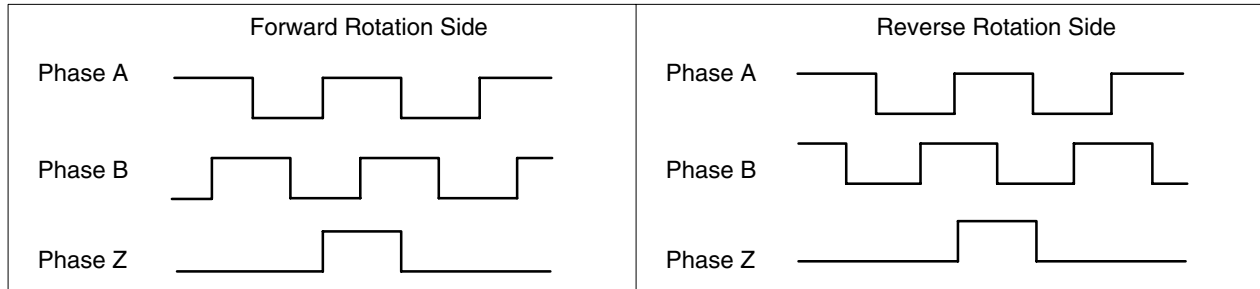 Forward Rotation Side
Phase A
Phase B
Phase Z
Reverse Rotation Side
Phase A
Phase B
Phase Z